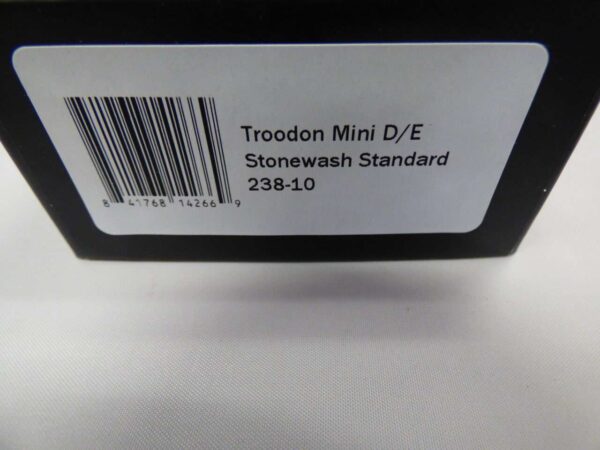 Troodon Mini D/E
Stonewash Standard
238-10
8 41768 14266 9